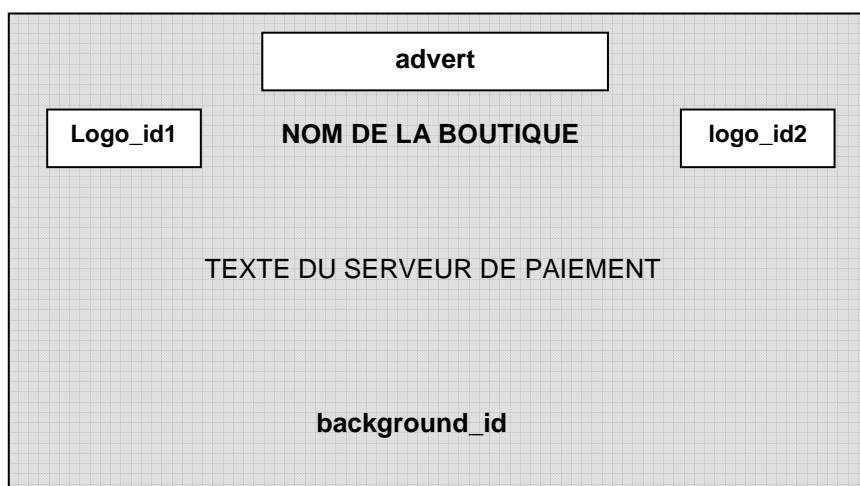 advert
Logo_id1 NOM DE LA BOUTIQUE logo_id2
TEXTE DU SERVEUR DE PAIEMENT
background_id